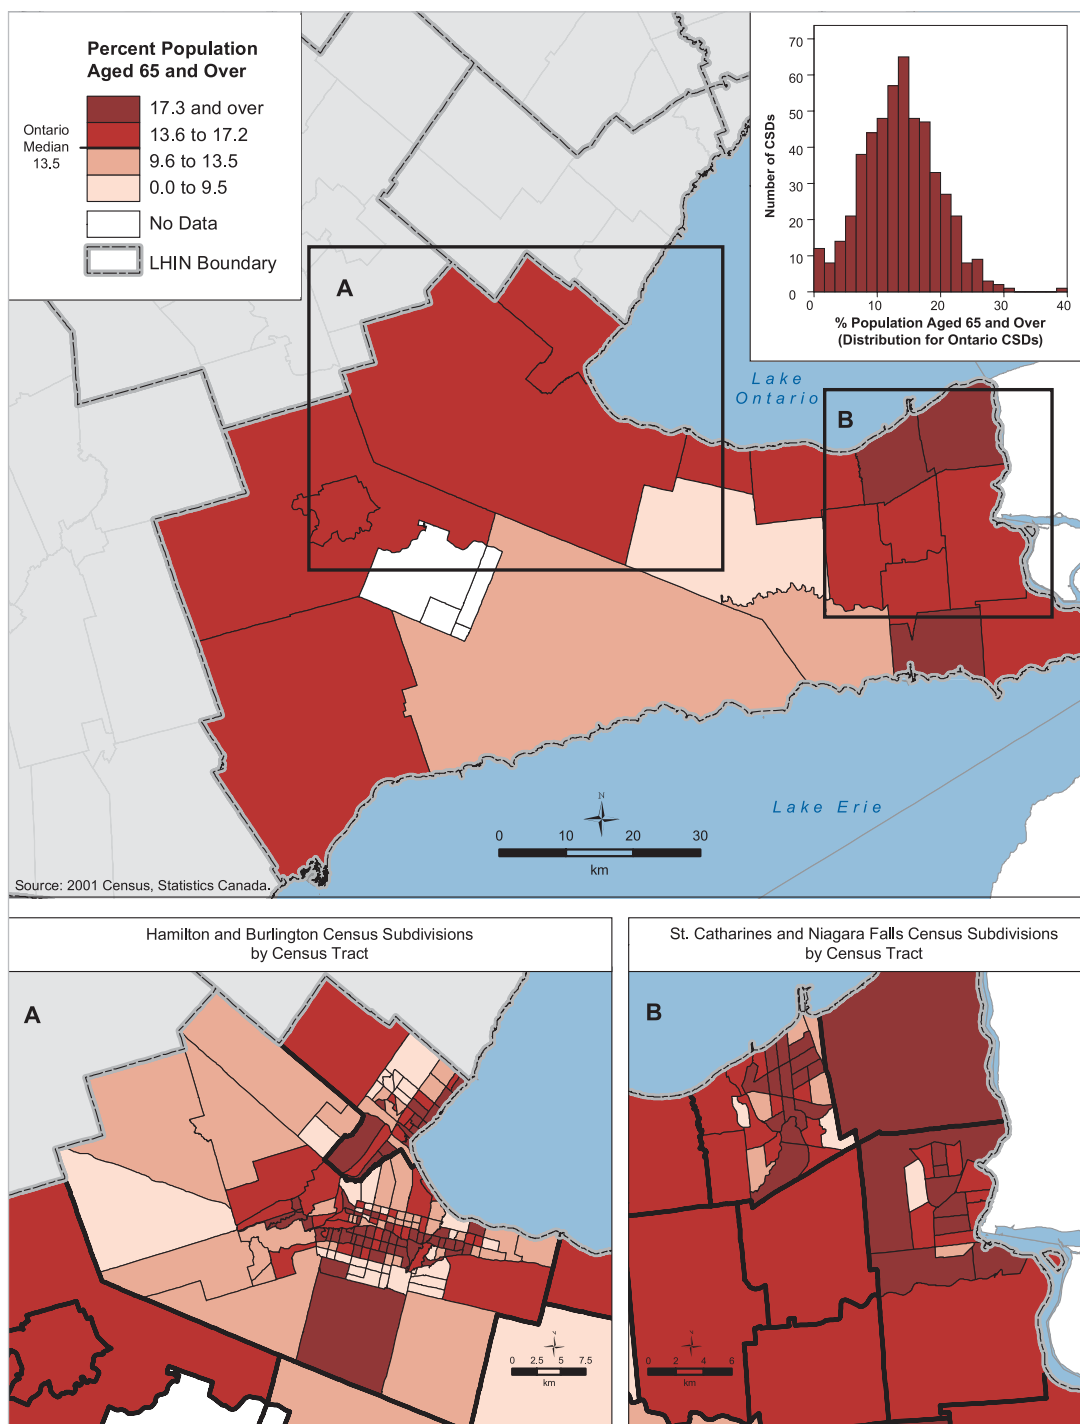 Percent Population
Aged 65 and Over
17.3 and over
13.6 to 17.2
9.6 to 13.5
0.0 to 9.5
No Data
LHIN Boundary
Ontario
Median
13.5
70
60
50
40
30
20
10
0
Number of CSDs
0
10
20
30
40
% Population Aged 65 and Over
(Distribution for Ontario CSDs)
A
B
Lake
Ontario
Lake Erie
N
0
10
20
30
km
Source: 2001 Census, Statistics Canada.
Hamilton and Burlington Census Subdivisions
by Census Tract
A
N
0
2.5
5
7.5
km
St. Catharines and Niagara Falls Census Subdivisions
by Census Tract
B
N
0
2
4
6
km